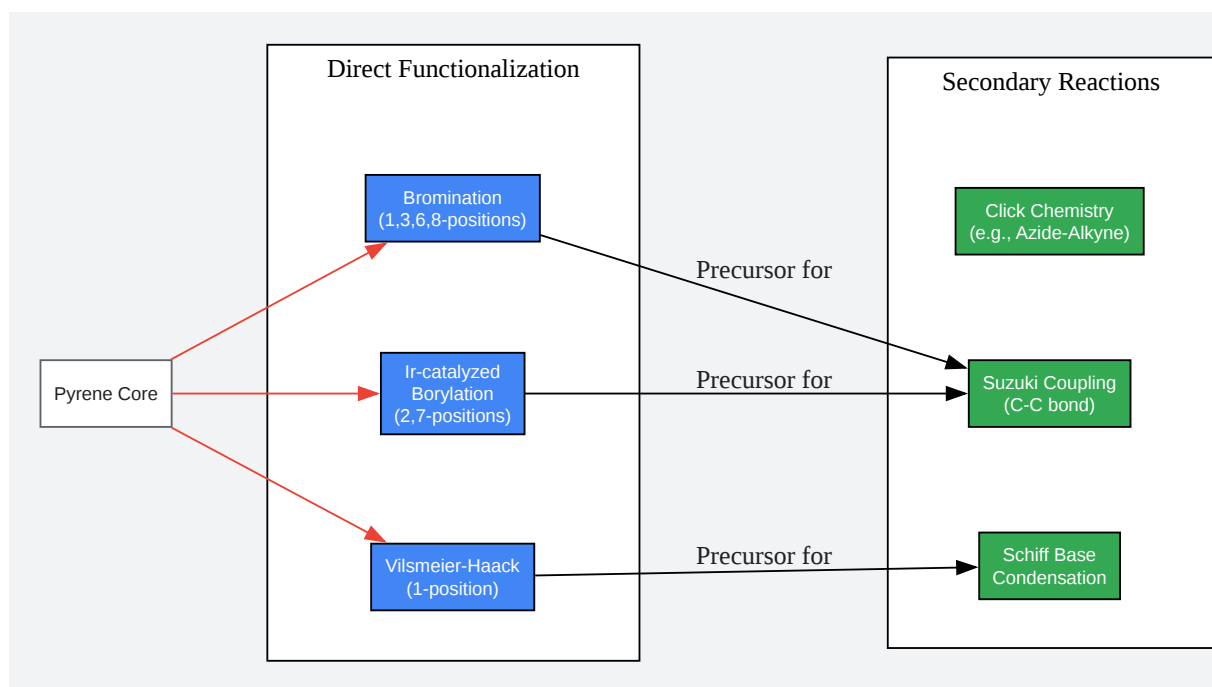 Direct Functionalization
Secondary Reactions
Bromination
(1,3,6,8-positions)
Click Chemistry
(e.g., Azide-Alkyne)
Precursor for
Pyrene Core
Ir-catalyzed
Borylation
(2,7-positions)
Precursor for
Suzuki Coupling
(C-C bond)
Vilsmeier-Haack
(1-position)
Precursor for
Schiff Base
Condensation